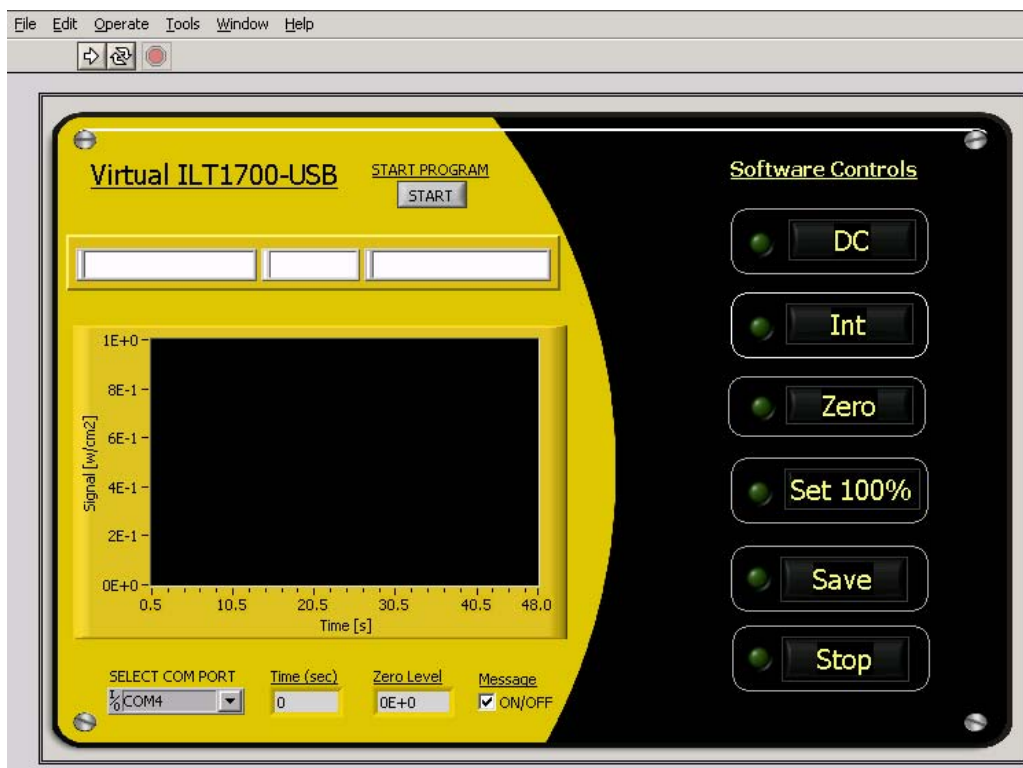 File Edit Operate Tools Window Help
Virtual ILT1700-USB
START PROGRAM
START
Software Controls
DC
Int
Zero
Set 100%
Save
Stop
Signal [w/cm2]
1E+0
8E-1
6E-1
4E-1
2E-1
0E+0
0.5 10.5 20.5 30.5 40.5 48.0
Time [s]
SELECT COM PORT
I/O COM4
Time (sec)
0
Zero Level
0E+0
Message
ON/OFF